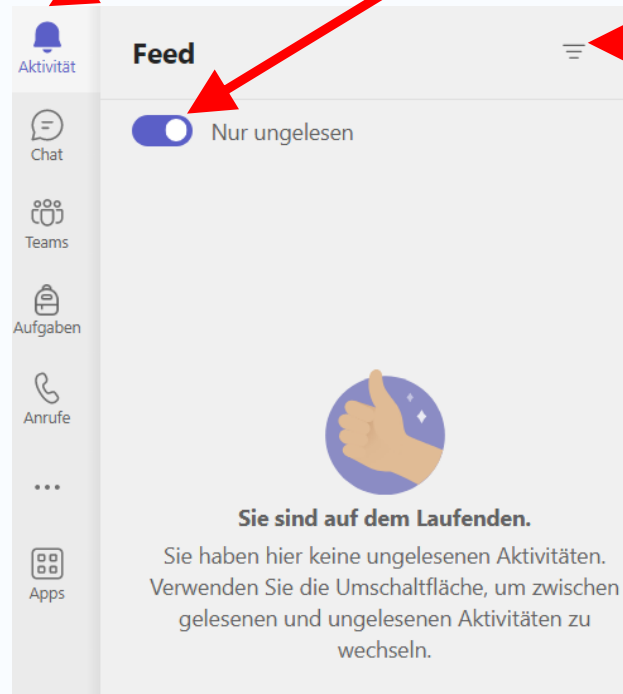 Aktivität
Chat
Teams
Aufgaben
Anrufe
Apps
Feed
Nur ungelesen
Sie sind auf dem Laufenden.
Sie haben hier keine ungelesenen Aktivitäten.
Verwenden Sie die Umschaltfläche, um zwischen
gelesenen und ungelesenen Aktivitäten zu
wechseln.